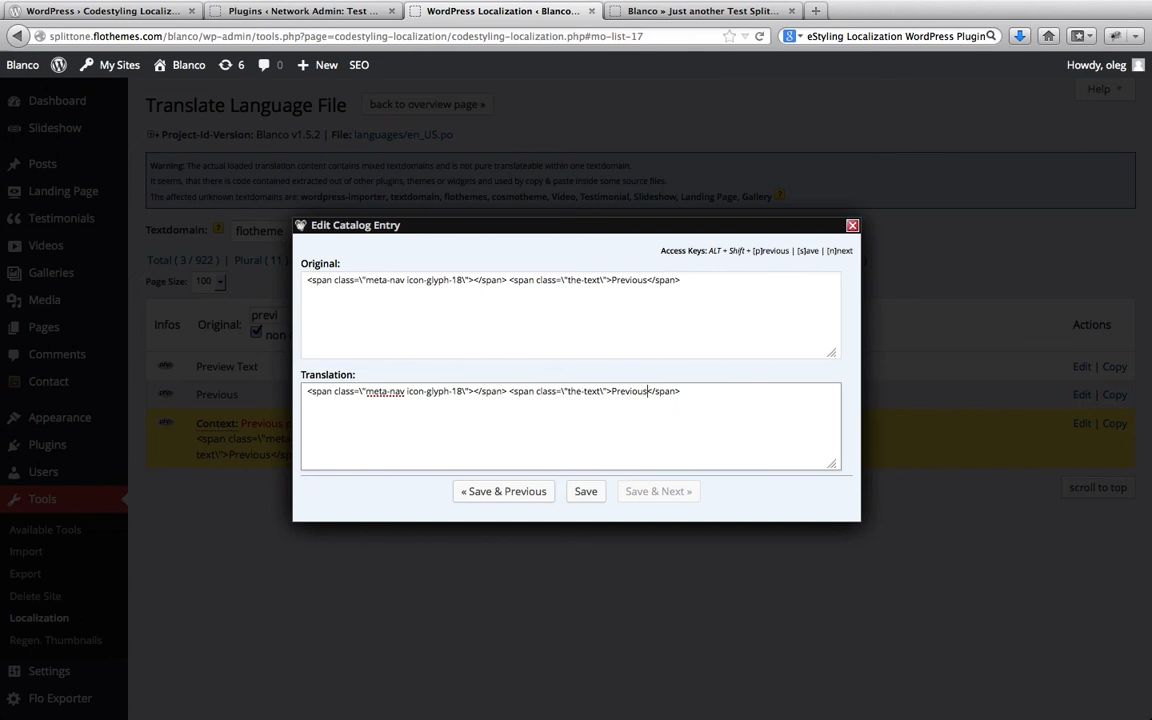 WordPress › Codestyling Localiz...
Plugins ‹ Network Admin: Test ...
WordPress Localization ‹ Blanco...
Blanco » Just another Test Split...
splittone.flothemes.com/blanco/wp-admin/tools.php?page=codestyling-localization/codestyling-localization.php#mo-list-17
eStyling Localization WordPress Plugin
Blanco
My Sites
Blanco
6
0
New
SEO
Howdy, oleg
Dashboard
Slideshow
Posts
Landing Page
Testimonials
Videos
Galleries
Media
Pages
Comments
Contact
Appearance
Plugins
Users
Tools
Available Tools
Import
Export
Delete Site
Localization
Regen. Thumbnails
Settings
Flo Exporter
Help
Translate Language File
back to overview page »
Project-Id-Version: Blanco v1.5.2 | File: languages/en_US.po
Warning: The actual loaded translation content contains mixed textdomains and is not pure translateable within one textdomain.
It seems, that there is code contained extracted out of other plugins, themes or widgets and used by copy & paste inside some source files.
The affected unknown textdomains are: wordpress-importer, textdomain, flothemes, cosmotheme, Video, Testimonial, Slideshow, Landing Page, Gallery
Textdomain:
flotheme
Total ( 3 / 922 ) | Plural ( 11 )
Page Size: 100
Infos
Original:
previ
non
Actions
Preview Text
Edit | Copy
Previous
Edit | Copy
Context: Previous p
Edit | Copy
<span class=\"meta-
text\">Previous</sp
scroll to top
Edit Catalog Entry
Access Keys: ALT + Shift + [p]revious | [s]ave | [n]next
Original:
<span class=\"meta-nav icon-glyph-18\"></span> <span class=\"the-text\">Previous</span>
Translation:
<span class=\"meta-nav icon-glyph-18\"></span> <span class=\"the-text\">Previous</span>
« Save & Previous
Save
Save & Next »